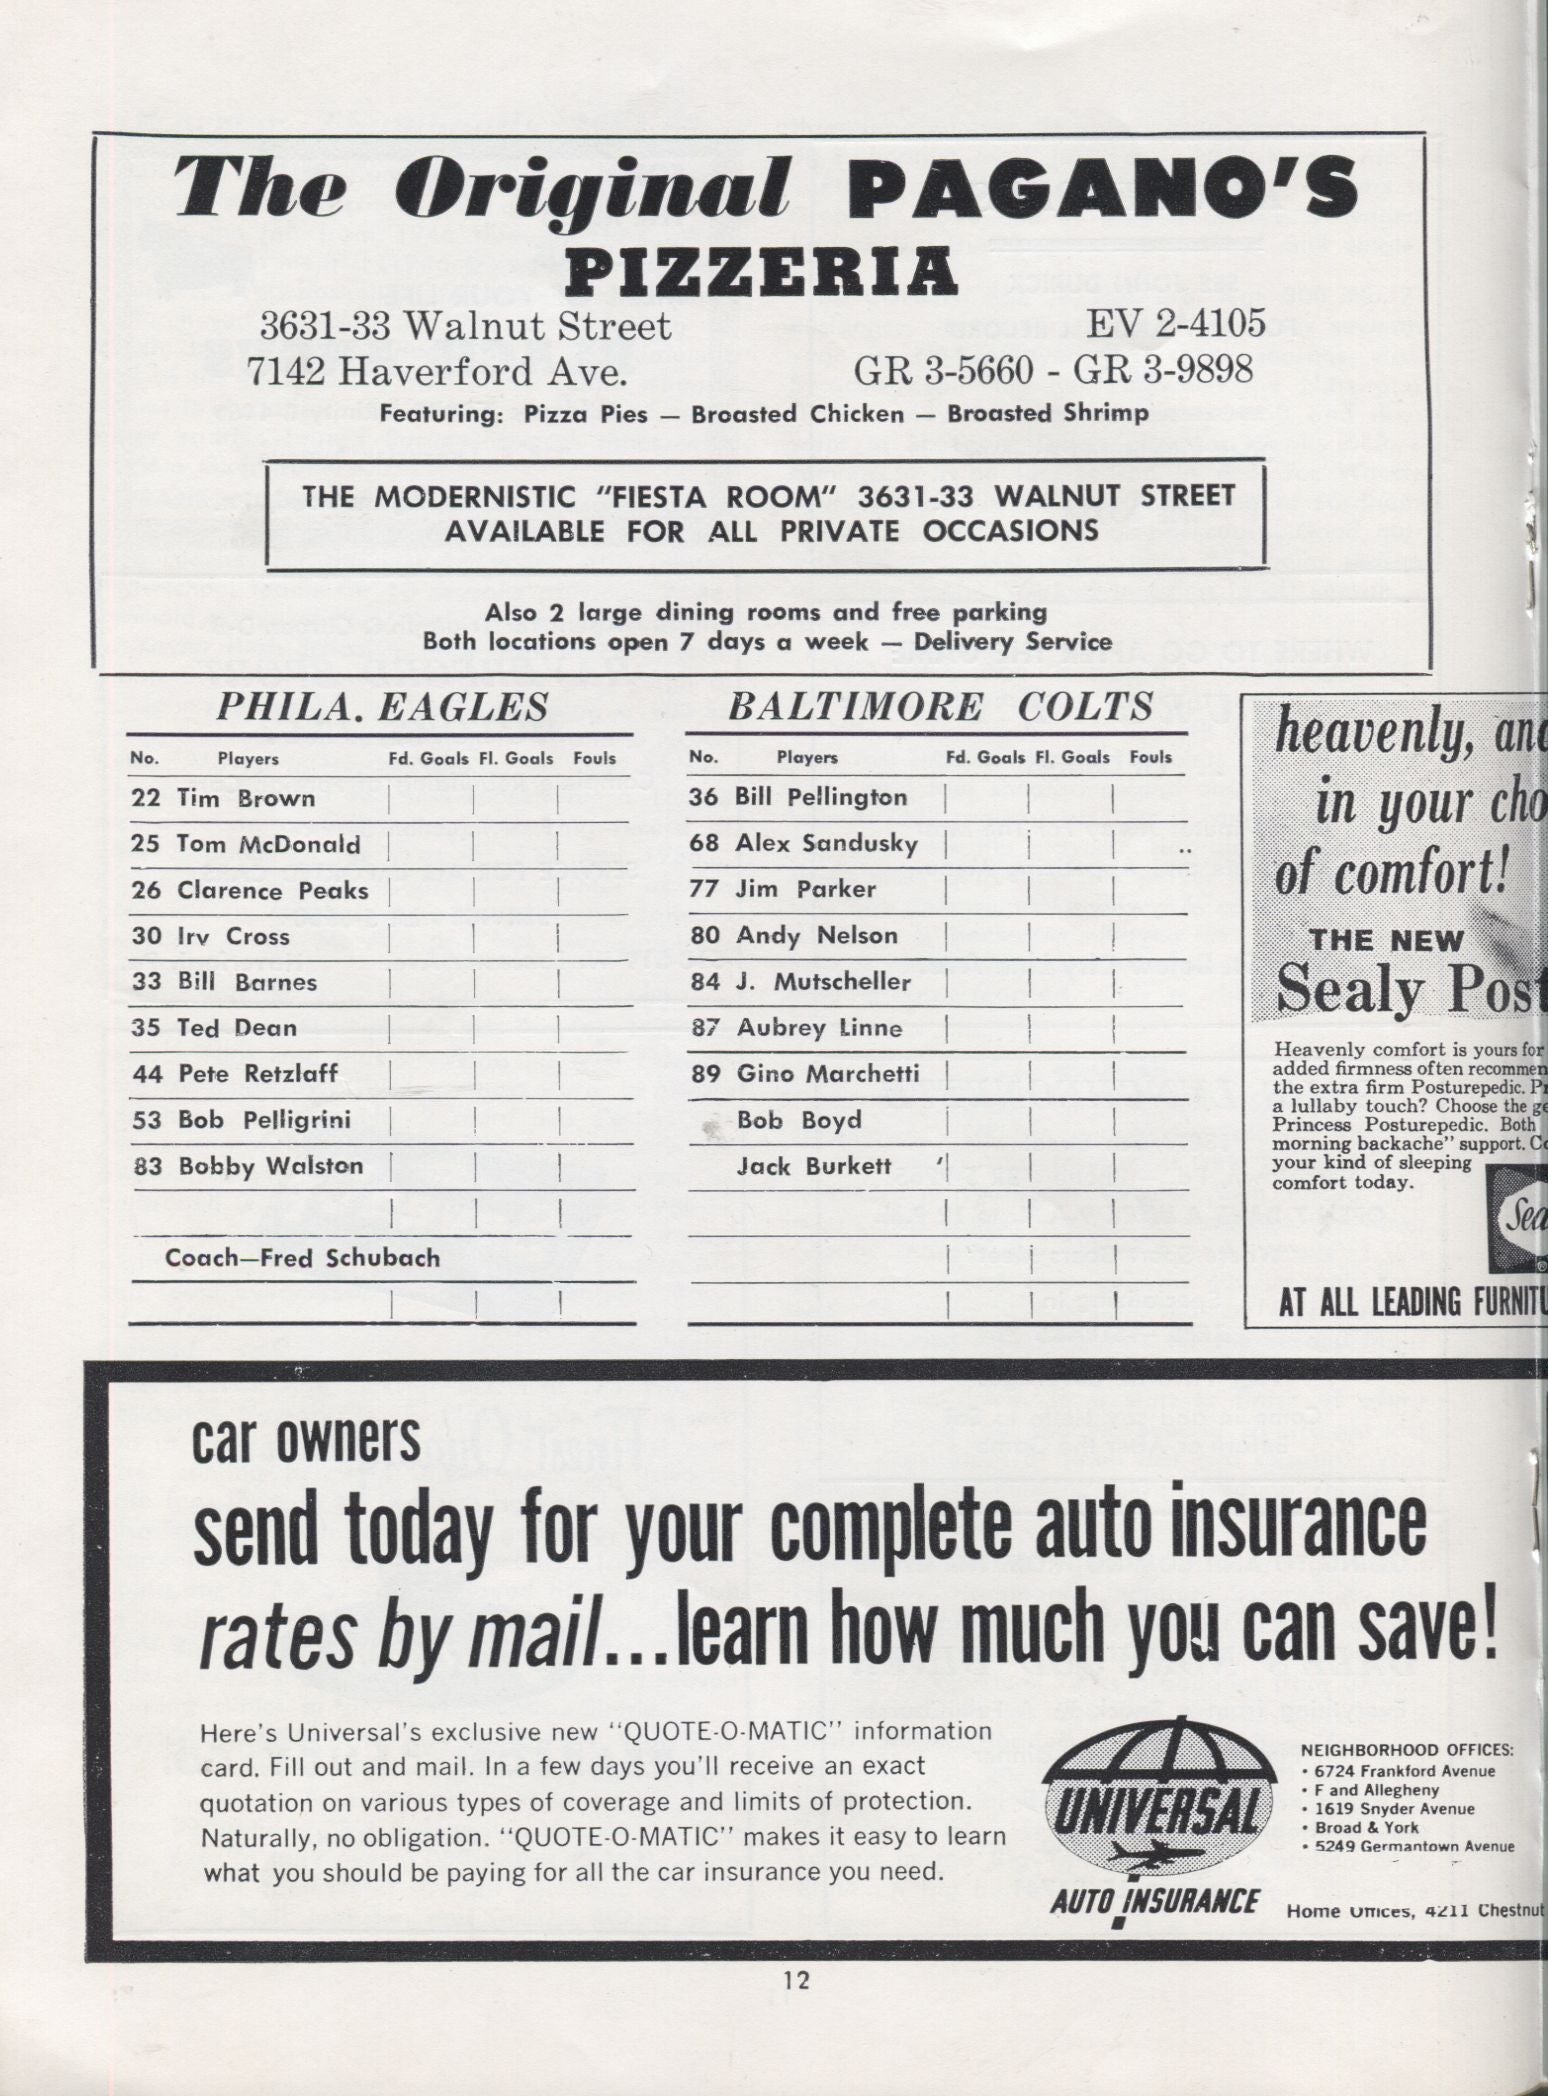 The Original PAGANO'S
PIZZERIA
3631-33 Walnut Street EV 2-4105
7142 Haverford Ave. GR 3-5660 - GR 3-9898
Featuring: Pizza Pies — Broasted Chicken — Broasted Shrimp
THE MODERNISTIC "FIESTA ROOM" 3631-33 WALNUT STREET
AVAILABLE FOR ALL PRIVATE OCCASIONS
Also 2 large dining rooms and free parking
Both locations open 7 days a week — Delivery Service
PHILA. EAGLES
No. Players Fd. Goals Fl. Goals Fouls
22 Tim Brown
25 Tom McDonald
26 Clarence Peaks
30 Irv Cross
33 Bill Barnes
35 Ted Dean
44 Pete Retzlaff
53 Bob Pelligrini
83 Bobby Walston
Coach—Fred Schubach
BALTIMORE COLTS
No. Players Fd. Goals Fl. Goals Fouls
36 Bill Pellington
68 Alex Sandusky
77 Jim Parker
80 Andy Nelson
84 J. Mutscheller
87 Aubrey Linne
89 Gino Marchetti
Bob Boyd
Jack Burkett
heavenly, and
in your cho
of comfort!
THE NEW
Sealy Post
Heavenly comfort is yours for
added firmness often recommen
the extra firm Posturepedic. Pr
a lullaby touch? Choose the ge
Princess Posturepedic. Both
morning backache" support. Co
your kind of sleeping
comfort today.
Sea
AT ALL LEADING FURNITU
car owners
send today for your complete auto insurance
rates by mail...learn how much you can save!
Here's Universal's exclusive new "QUOTE-O-MATIC" information
card. Fill out and mail. In a few days you'll receive an exact
quotation on various types of coverage and limits of protection.
Naturally, no obligation. "QUOTE-O-MATIC" makes it easy to learn
what you should be paying for all the car insurance you need.
UNIVERSAL
AUTO INSURANCE
NEIGHBORHOOD OFFICES:
• 6724 Frankford Avenue
• F and Allegheny
• 1619 Snyder Avenue
• Broad & York
• 5249 Germantown Avenue
Home Offices, 4211 Chestnut
12